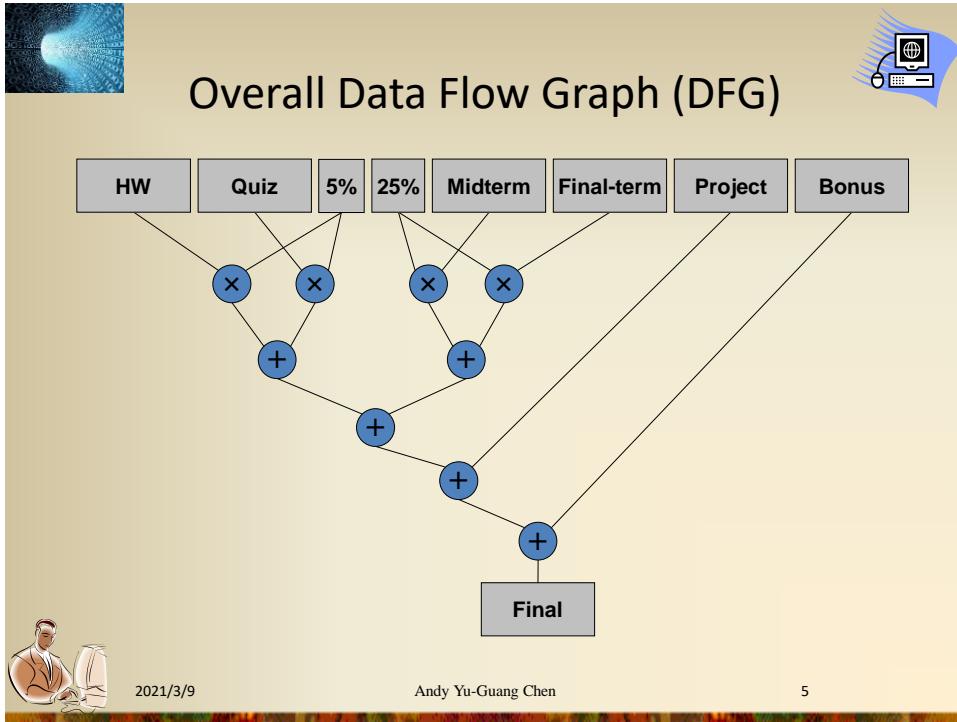 Overall Data Flow Graph (DFG)
HW Quiz 5% 25% Midterm Final-term Project Bonus
× × × ×
+ +
+
+
+
Final
2021/3/9 Andy Yu-Guang Chen 5